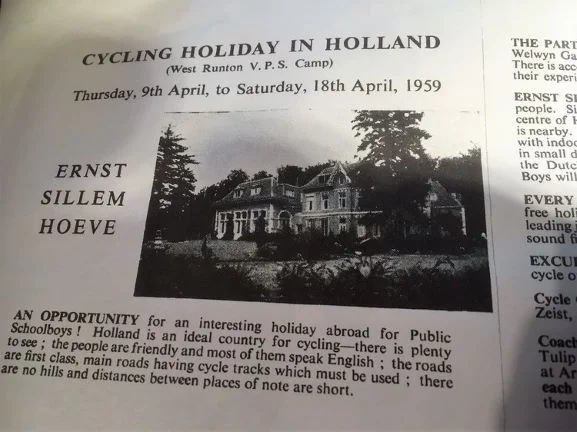 CYCLING HOLIDAY IN HOLLAND
(West Runton V. P. S. Camp)
Thursday, 9th April, to Saturday, 18th April, 1959
ERNST
SILLEM
HOEVE
AN OPPORTUNITY for an interesting holiday abroad for Public
Schoolboys ! Holland is an ideal country for cycling—there is plenty
to see ; the people are friendly and most of them speak English ; the roads
are first class, main roads having cycle tracks which must be used ; there
are no hills and distances between places of note are short.
THE PART
Welwyn Ga
There is acc
their experi
ERNST SI
people. Si
centre of H
is nearby.
with indoo
in small d
the Dutc
Boys will
EVERY
free holi
leading j
sound fi
EXCU
cycle o
Cycle
Zeist,
Coach
Tulip
at Ar
each
them